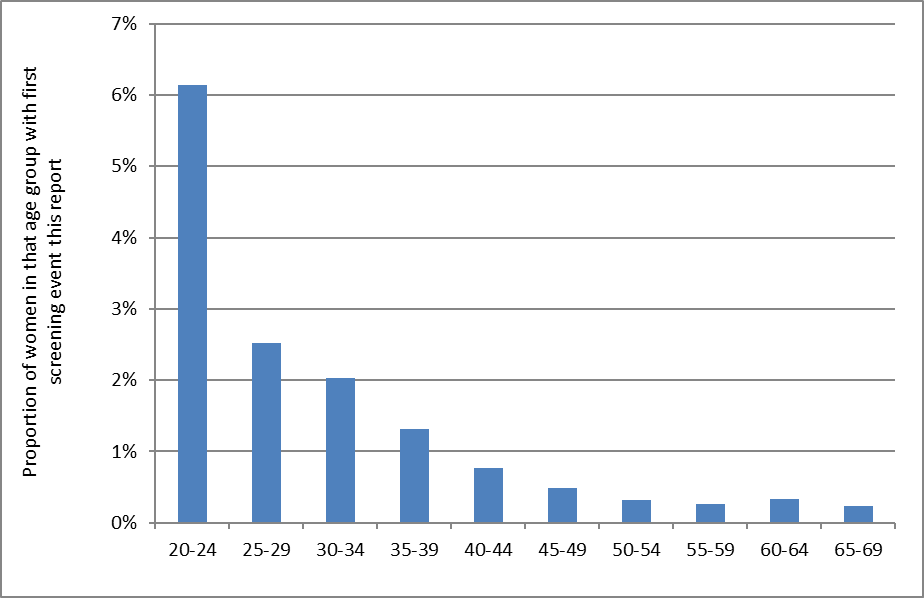 Proportion of women in that age group with first
screening event this report
7%
6%
5%
4%
3%
2%
1%
0%
20-24 25-29 30-34 35-39 40-44 45-49 50-54 55-59 60-64 65-69